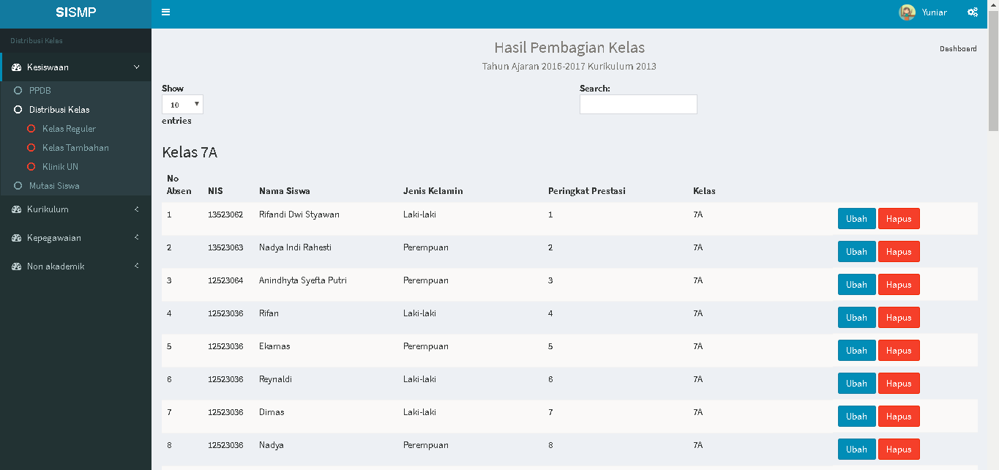 SISMP
Yuniar
Distribusi Kelas
Kesiswaan
PPDB
Distribusi Kelas
Kelas Reguler
Kelas Tambahan
Klinik UN
Mutasi Siswa
Kurikulum
Kepegawaian
Non akademik
Hasil Pembagian Kelas
Dashboard
Tahun Ajaran 2016-2017 Kurikulum 2013
Show
10
entries
Search:
Kelas 7A
No Absen NIS Nama Siswa Jenis Kelamin Peringkat Prestasi Kelas
1 13523062 Rifandi Dwi Styawan Laki-laki 1 7A Ubah Hapus
2 13523063 Nadya Indi Rahesti Perempuan 2 7A Ubah Hapus
3 12523064 Anindhyta Syefta Putri Perempuan 3 7A Ubah Hapus
4 12523036 Rifan Laki-laki 4 7A Ubah Hapus
5 12523036 Ekamas Perempuan 5 7A Ubah Hapus
6 12523036 Reynaldi Laki-laki 6 7A Ubah Hapus
7 12523036 Dimas Laki-laki 7 7A Ubah Hapus
8 12523036 Nadya Perempuan 8 7A Ubah Hapus